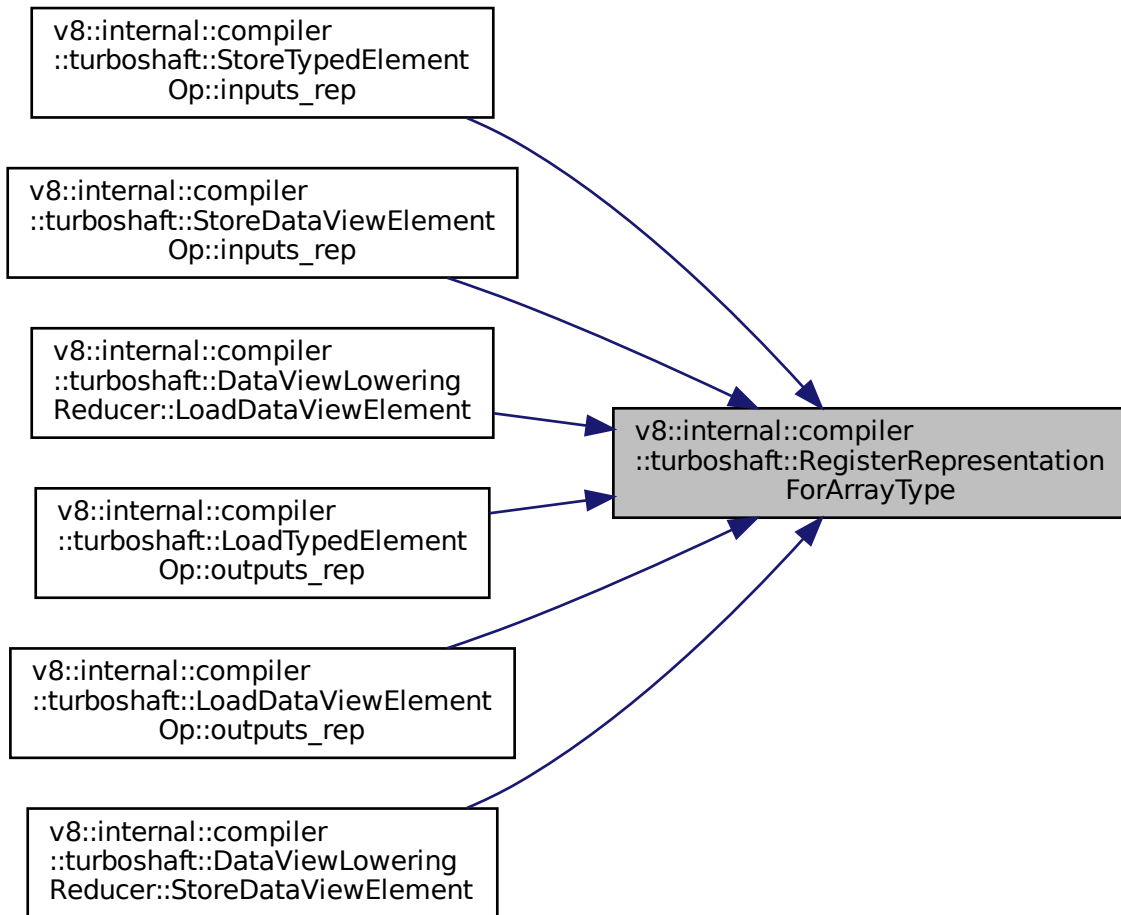 v8::internal::compiler
::turboshaft::StoreTypedElement
Op::inputs_rep
v8::internal::compiler
::turboshaft::StoreDataViewElement
Op::inputs_rep
v8::internal::compiler
::turboshaft::DataViewLowering
Reducer::LoadDataViewElement
v8::internal::compiler
::turboshaft::RegisterRepresentation
ForArrayType
v8::internal::compiler
::turboshaft::LoadTypedElement
Op::outputs_rep
v8::internal::compiler
::turboshaft::LoadDataViewElement
Op::outputs_rep
v8::internal::compiler
::turboshaft::DataViewLowering
Reducer::StoreDataViewElement